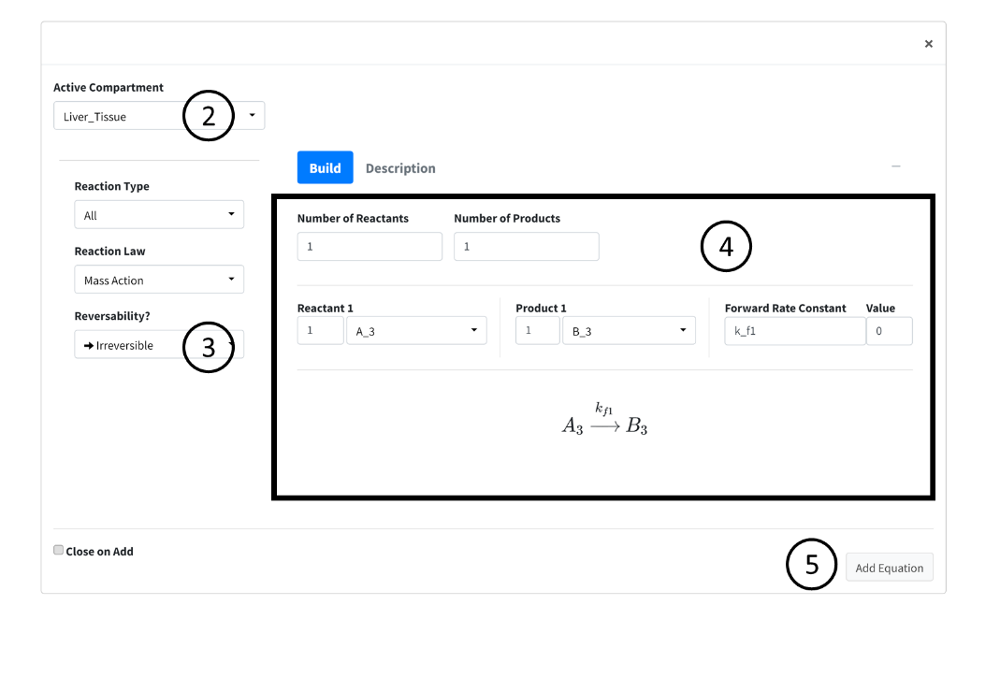 ×
Active Compartment
Liver_Tissue
2
Build Description
Reaction Type
All
Reaction Law
Mass Action
Reversability?
➔ Irreversible
3
Number of Reactants Number of Products
1 1
4
Reactant 1 Product 1 Forward Rate Constant Value
1 A_3 1 B_3 k_f1 0
k_{f1}
A_3 ⟶ B_3
Close on Add
5
Add Equation